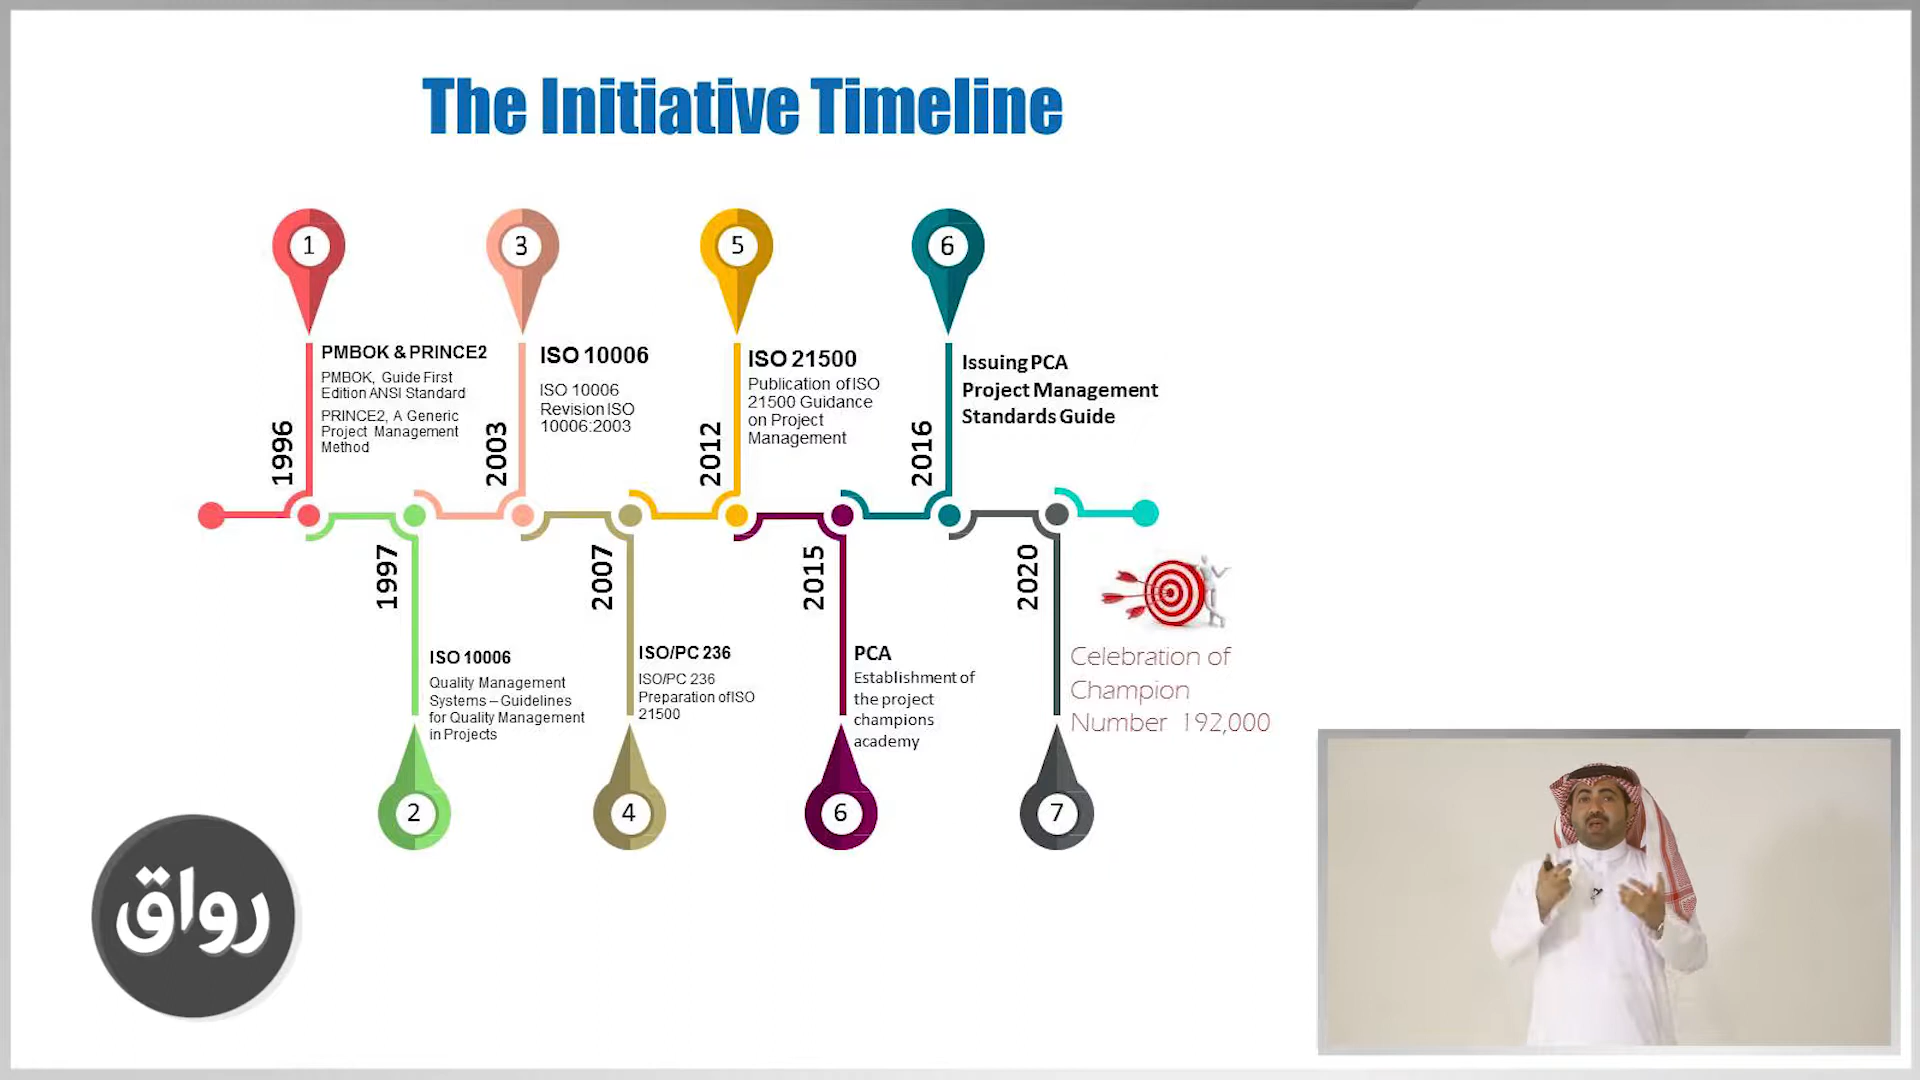 The Initiative Timeline
1
3
5
6
PMBOK & PRINCE2
PMBOK, Guide First
Edition ANSI Standard
PRINCE2, A Generic
Project Management
Method
1996
ISO 10006
ISO 10006
Revision ISO
10006:2003
2003
ISO 21500
Publication of ISO
21500 Guidance
on Project
Management
2012
Issuing PCA
Project Management
Standards Guide
2016
1997
ISO 10006
Quality Management
Systems – Guidelines
for Quality Management
in Projects
2007
ISO/PC 236
ISO/PC 236
Preparation of ISO
21500
2015
PCA
Establishment of
the project
champions
academy
2020
Celebration of
Champion
Number 192,000
2
4
6
7
رواق